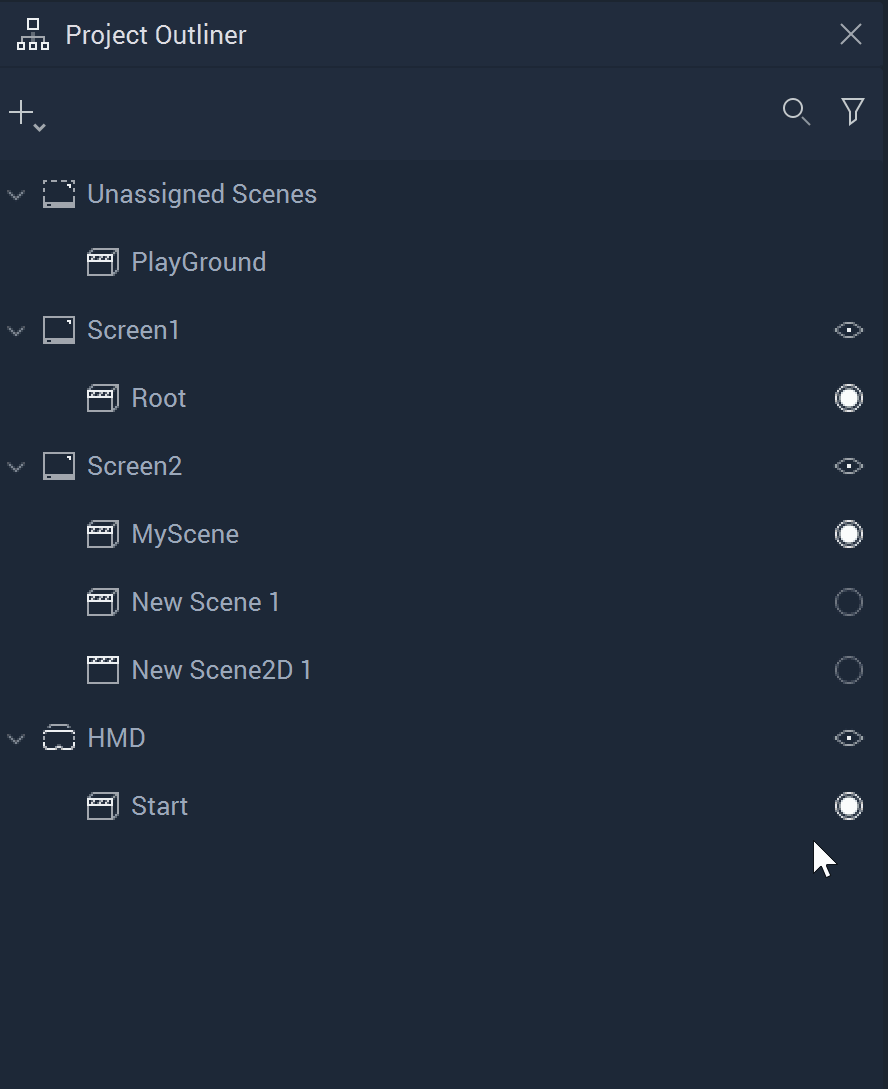 Project Outliner
Unassigned Scenes
PlayGround
Screen1
Root
Screen2
MyScene
New Scene 1
New Scene2D 1
HMD
Start